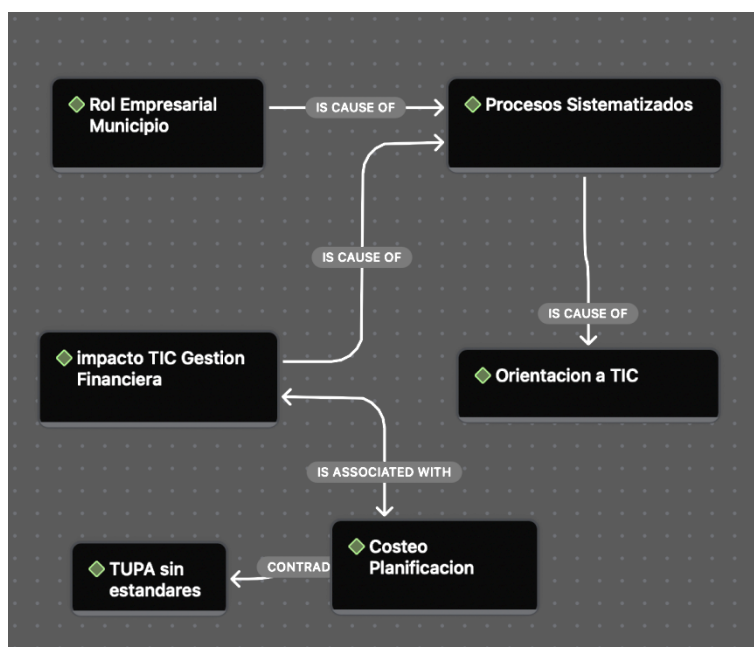 Rol Empresarial
Municipio
IS CAUSE OF
Procesos Sistematizados
IS CAUSE OF
IS CAUSE OF
impacto TIC Gestion
Financiera
Orientacion a TIC
IS ASSOCIATED WITH
Costeo
Planificacion
CONTRAD
TUPA sin
estandares